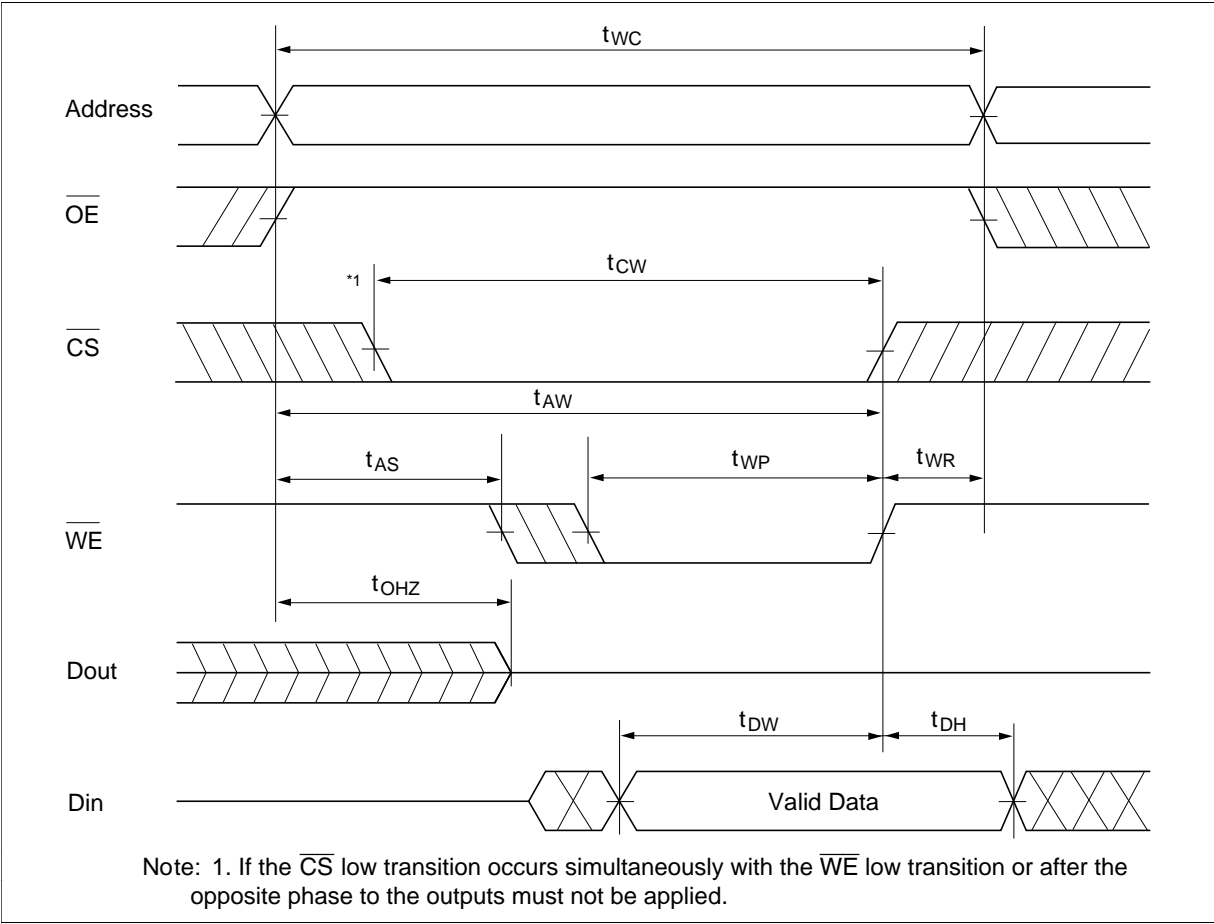 tWC
Address
OE
*1
tCW
CS
tAW
tAS
tWP
tWR
WE
tOHZ
Dout
tDW
tDH
Din
Valid Data
Note: 1. If the CS low transition occurs simultaneously with the WE low transition or after the
opposite phase to the outputs must not be applied.